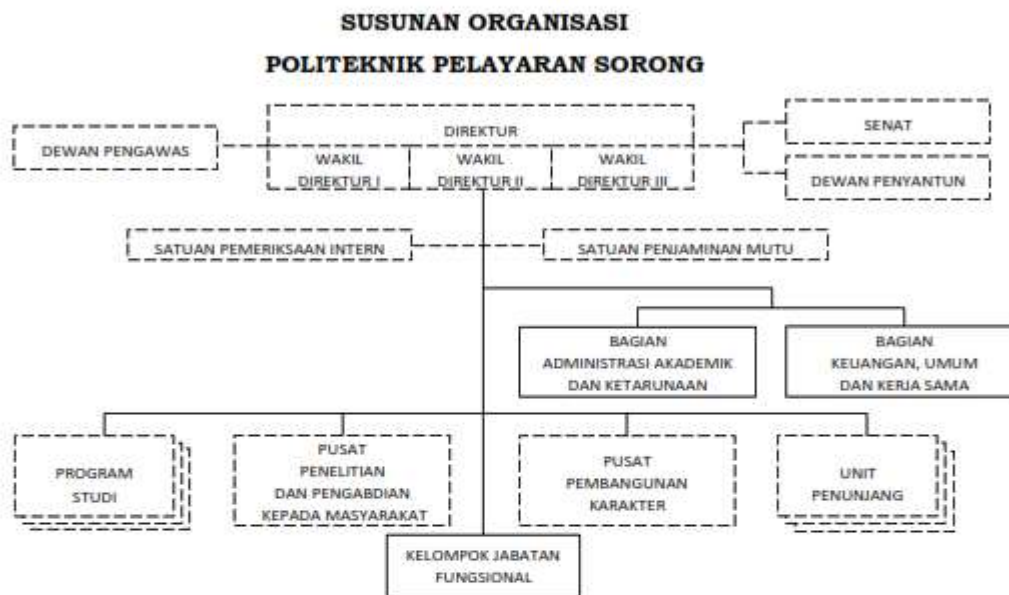 SUSUNAN ORGANISASI
POLITEKNIK PELAYARAN SORONG
DIREKTUR
SENAT
DEWAN PENGAWAS
WAKIL
DIREKTUR I
WAKIL
DIREKTUR II
WAKIL
DIREKTUR III
DEWAN PENYANTUN
SATUAN PEMERIKSAAN INTERN
SATUAN PENJAMINAN MUTU
BAGIAN
ADMINISTRASI AKADEMIK
DAN KETARUNAAN
BAGIAN
KEUANGAN, UMUM
DAN KERJA SAMA
PROGRAM
STUDI
PUSAT
PENELITIAN
DAN PENGABDIAN
KEPADA MASYARAKAT
PUSAT
PEMBANGUNAN
KARAKTER
UNIT
PENUNJANG
KELOMPOK JABATAN
FUNGSIONAL